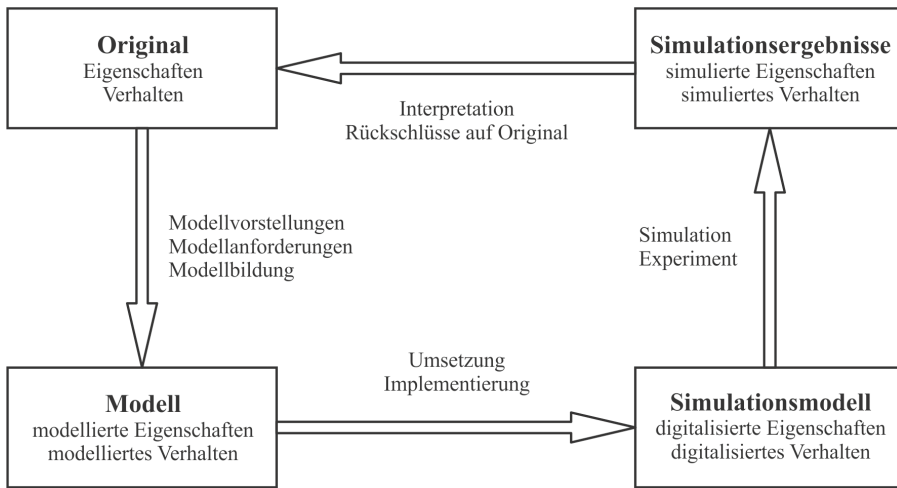 Original
Eigenschaften
Verhalten
Simulationsergebnisse
simulierte Eigenschaften
simuliertes Verhalten
Interpretation
Rückschlüsse auf Original
Modellvorstellungen
Modellanforderungen
Modellbildung
Simulation
Experiment
Umsetzung
Implementierung
Modell
modellierte Eigenschaften
modelliertes Verhalten
Simulationsmodell
digitalisierte Eigenschaften
digitalisiertes Verhalten